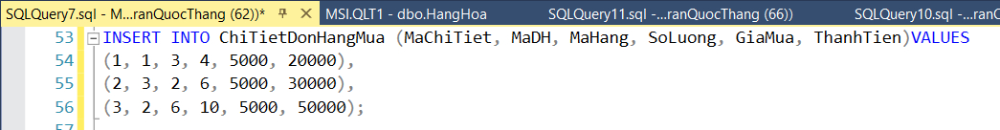 SQLQuery7.sql - M...ranQuocThang (62))* MSI.QLT1 - dbo.HangHoa SQLQuery11.sql -...ranQuocThang (66)) SQLQuery10.sql -...ranQ
53 INSERT INTO ChiTietDonHangMua (MaChiTiet, MaDH, MaHang, SoLuong, GiaMua, ThanhTien)VALUES
54 (1, 1, 3, 4, 5000, 20000),
55 (2, 3, 2, 6, 5000, 30000),
56 (3, 2, 6, 10, 5000, 50000);
57